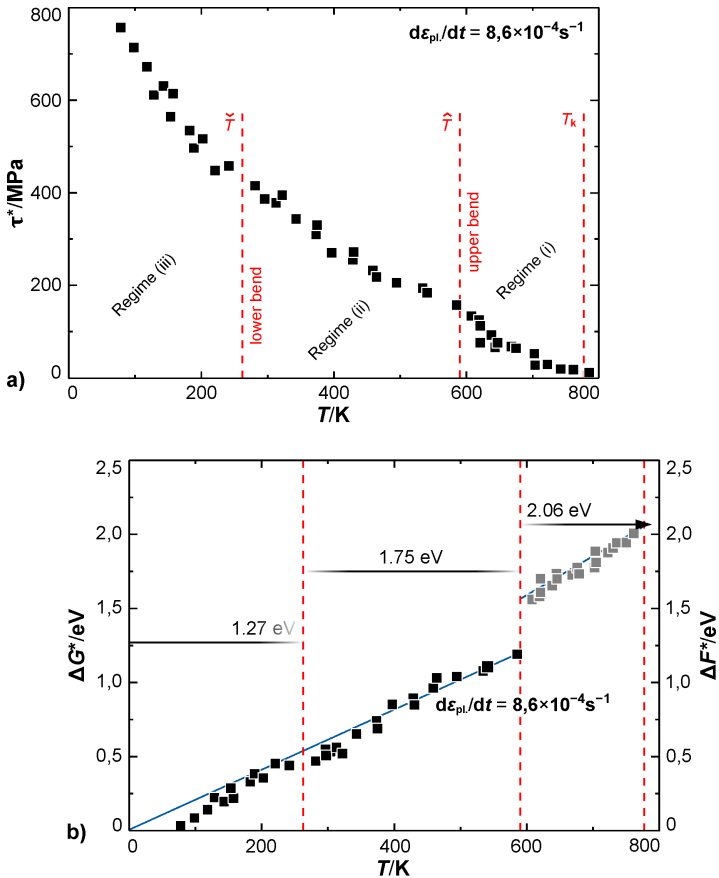 800
600
400
200
0
τ*/MPa
dεpl./dt = 8,6×10−4s−1
T̆
T̂
Tk
Regime (iii)
lower bend
Regime (ii)
upper bend
Regime (i)
0 200 400 600 800
T/K
a)
2,5
2,0
1,5
1,0
0,5
0
ΔG*/eV
2,5
2,0
1,5
1,0
0,5
0
ΔF*/eV
2.06 eV
1.75 eV
1.27 eV
dεpl./dt = 8,6×10−4s−1
0 200 400 600 800
T/K
b)